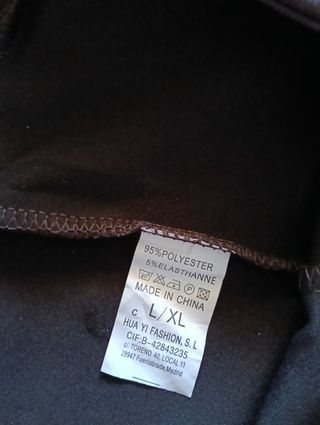 95%POLYESTER
5%ELASTHANNE
MADE IN CHINA
C L/XL
HUA YI FASHION, S, L
CIF:B-42843235
c/. TORENO 40, LOCAL 11
28947 Fuenlabrada, Madrid